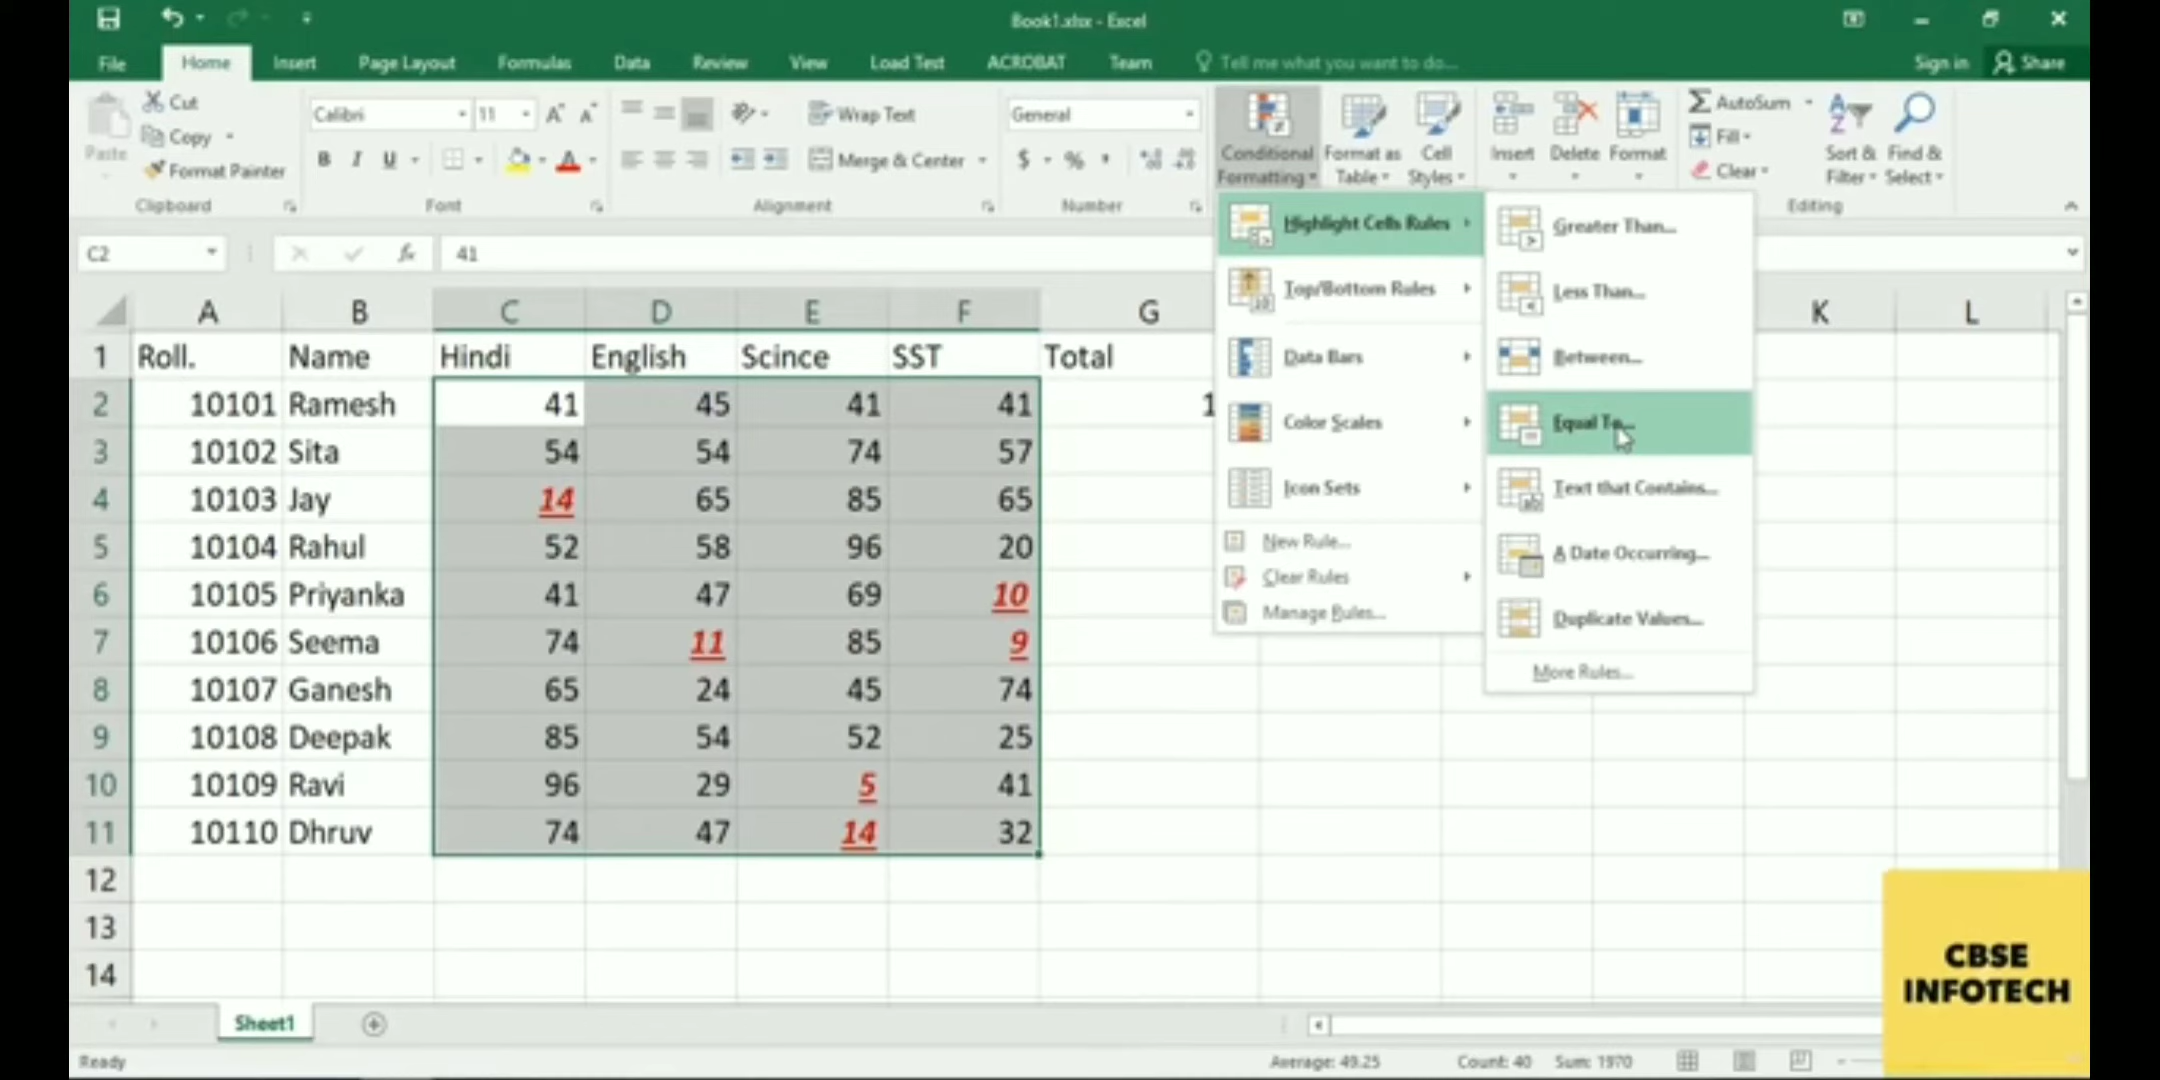 Book1.xlsx - Excel
File Home Insert Page Layout Formulas Data Review View Load Test ACROBAT Team Tell me what you want to do... Sign in Share
Cut
Copy
Format Painter
Paste
Clipboard
Calibri 11
B I U
Font
Wrap Text
Merge & Center
Alignment
General
$ % ,
Number
Conditional Formatting
Format as Table
Cell Styles
Insert
Delete
Format
AutoSum
Fill
Clear
Sort & Filter
Find & Select
Editing
Highlight Cells Rules
Top/Bottom Rules
Data Bars
Color Scales
Icon Sets
New Rule...
Clear Rules
Manage Rules...
Greater Than...
Less Than...
Between...
Equal To...
Text that Contains...
A Date Occurring...
Duplicate Values...
More Rules...
C2 fx 41
A B C D E F G K L
1 Roll. Name Hindi English Scince SST Total
2 10101 Ramesh 41 45 41 41 1
3 10102 Sita 54 54 74 57
4 10103 Jay 14 65 85 65
5 10104 Rahul 52 58 96 20
6 10105 Priyanka 41 47 69 10
7 10106 Seema 74 11 85 9
8 10107 Ganesh 65 24 45 74
9 10108 Deepak 85 54 52 25
10 10109 Ravi 96 29 5 41
11 10110 Dhruv 74 47 14 32
12
13
14
CBSE
INFOTECH
Sheet1
Ready Average: 49.25 Count: 40 Sum: 1970